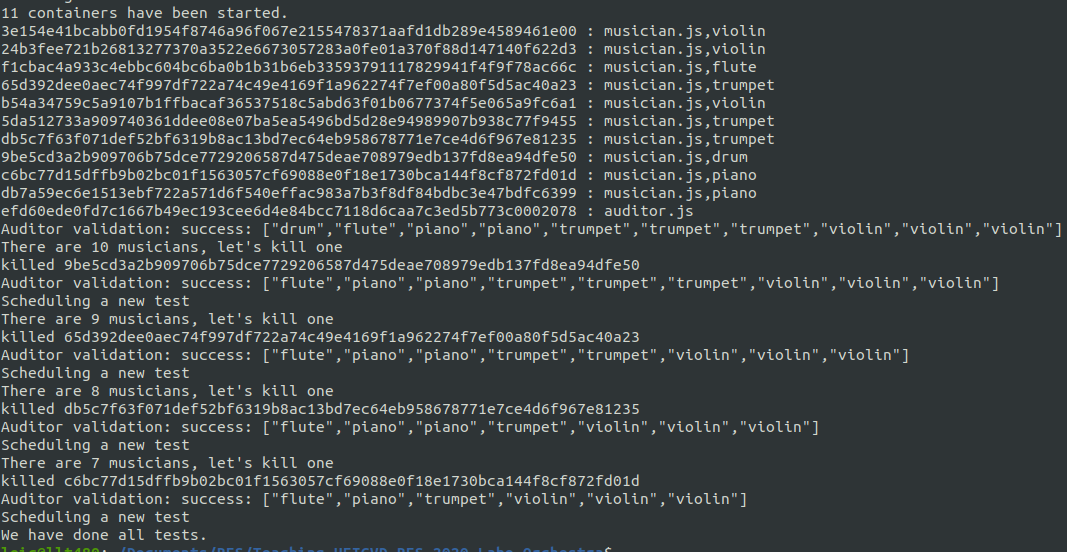 11 containers have been started.
3e154e41bcabb0fd1954f8746a96f067e2155478371aafd1db289e4589461e00 : musician.js,violin
24b3fee721b26813277370a3522e6673057283a0fe01a370f88d147140f622d3 : musician.js,violin
f1cbac4a933c4ebbc604bc6ba0b1b31b6eb33593791117829941f4f9f78ac66c : musician.js,flute
65d392dee0aec74f997df722a74c49e4169f1a962274f7ef00a80f5d5ac40a23 : musician.js,trumpet
b54a34759c5a9107b1ffbacaf36537518c5abd63f01b0677374f5e065a9fc6a1 : musician.js,violin
5da512733a909740361ddee08e07ba5ea5496bd5d28e94989907b938c77f9455 : musician.js,trumpet
db5c7f63f071def52bf6319b8ac13bd7ec64eb958678771e7ce4d6f967e81235 : musician.js,trumpet
9be5cd3a2b909706b75dce7729206587d475deae708979edb137fd8ea94dfe50 : musician.js,drum
c6bc77d15dffb9b02bc01f1563057cf69088e0f18e1730bca144f8cf872fd01d : musician.js,piano
db7a59ec6e1513ebf722a571d6f540effac983a7b3f8df84bdbc3e47bdfc6399 : musician.js,piano
efd60ede0fd7c1667b49ec193cee6d4e84bcc7118d6caa7c3ed5b773c0002078 : auditor.js
Auditor validation: success: ["drum","flute","piano","piano","trumpet","trumpet","trumpet","violin","violin","violin"]
There are 10 musicians, let's kill one
killed 9be5cd3a2b909706b75dce7729206587d475deae708979edb137fd8ea94dfe50
Auditor validation: success: ["flute","piano","piano","trumpet","trumpet","trumpet","violin","violin","violin"]
Scheduling a new test
There are 9 musicians, let's kill one
killed 65d392dee0aec74f997df722a74c49e4169f1a962274f7ef00a80f5d5ac40a23
Auditor validation: success: ["flute","piano","piano","trumpet","trumpet","violin","violin","violin"]
Scheduling a new test
There are 8 musicians, let's kill one
killed db5c7f63f071def52bf6319b8ac13bd7ec64eb958678771e7ce4d6f967e81235
Auditor validation: success: ["flute","piano","piano","trumpet","violin","violin","violin"]
Scheduling a new test
There are 7 musicians, let's kill one
killed c6bc77d15dffb9b02bc01f1563057cf69088e0f18e1730bca144f8cf872fd01d
Auditor validation: success: ["flute","piano","trumpet","violin","violin","violin"]
Scheduling a new test
We have done all tests.